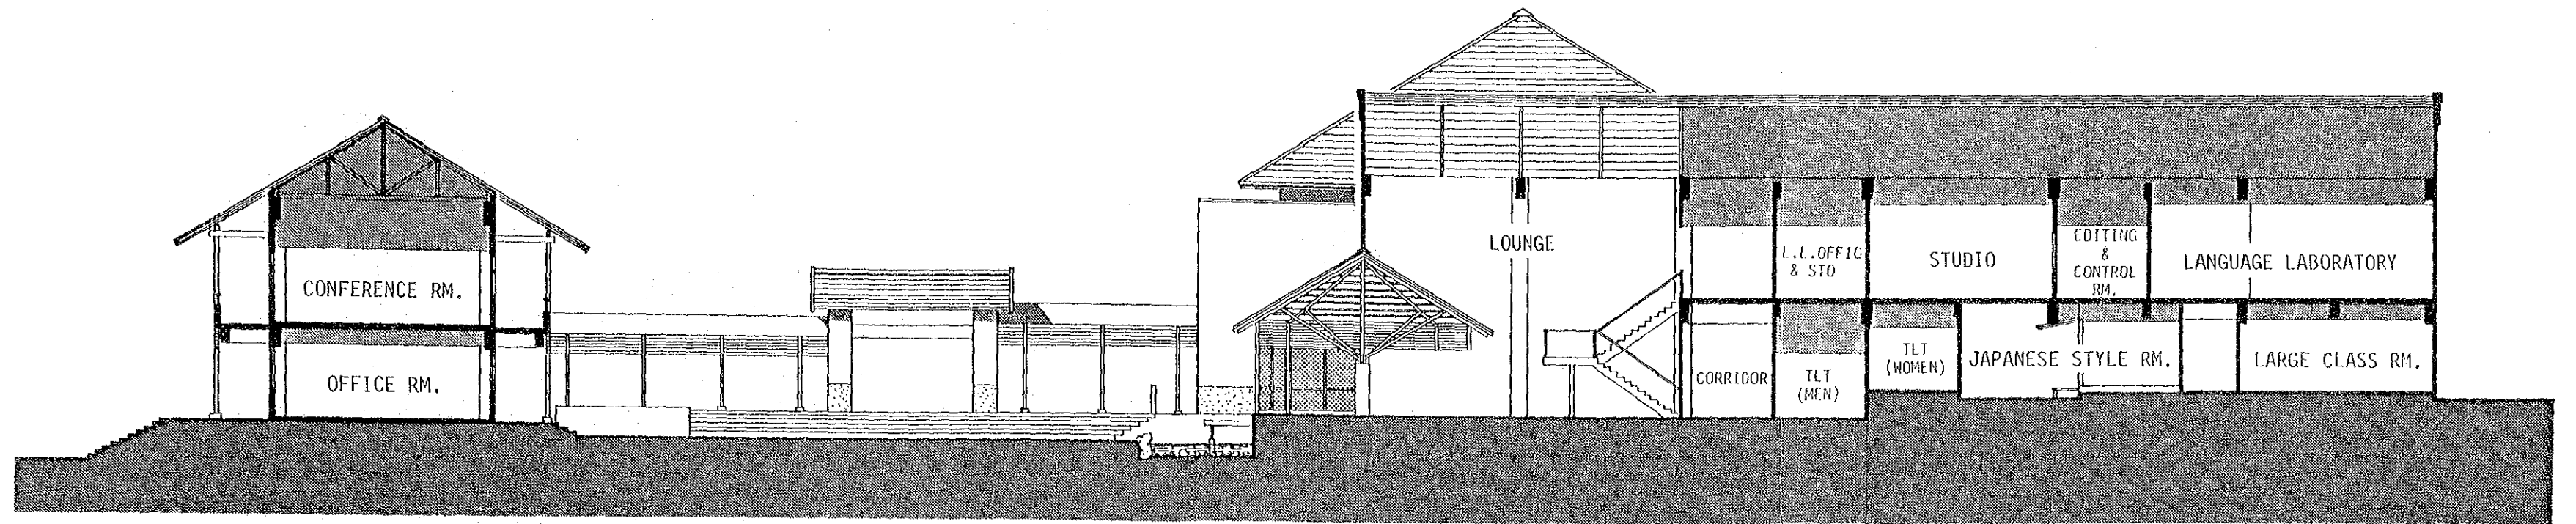 CONFERENCE RM.
OFFICE RM.
LOUNGE
CORRIDOR
L.L.OFFIC
& STO
TLT
(MEN)
STUDIO
TLT
(WOMEN)
JAPANESE STYLE RM.
EDITING
&
CONTROL
RM.
LANGUAGE LABORATORY
LARGE CLASS RM.